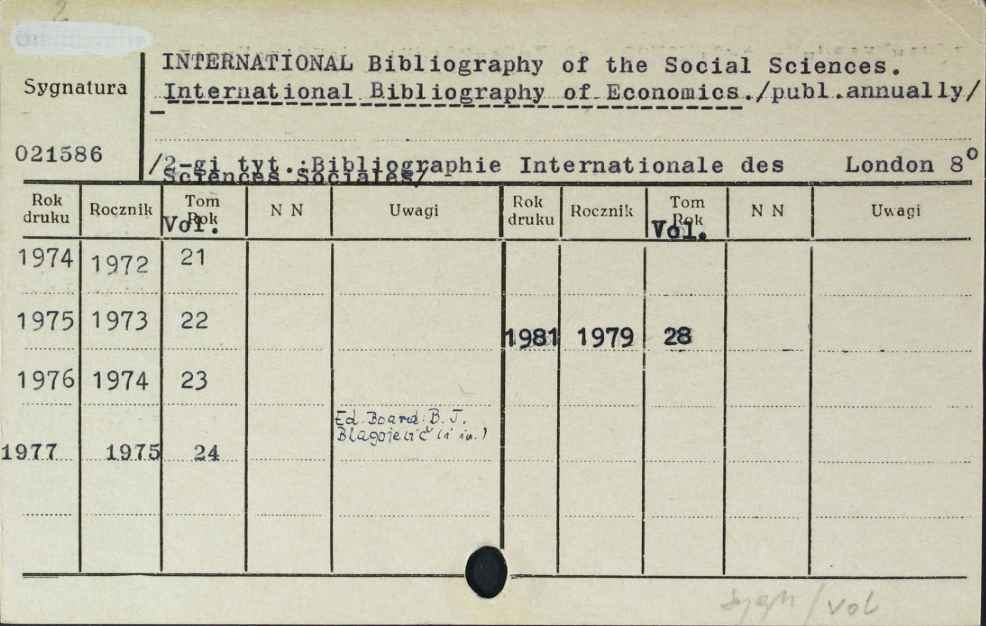 2
INTERNATIONAL Bibliography of the Social Sciences.
Sygnatura International Bibliography of Economics./publ.annually/
021586 /2-gi tyt.:Bibliographie Internationale des London 8°
Sciences Sociales/
Rok druku Rocznik Tom Rok Vol. N N Uwagi Rok druku Rocznik Tom Rok Vol. N N Uwagi
1974 1972 21
1975 1973 22
1981 1979 28
1976 1974 23
Ed. Board: B. J.
Blagojević (i in.)
1977 1975 24
/ vol